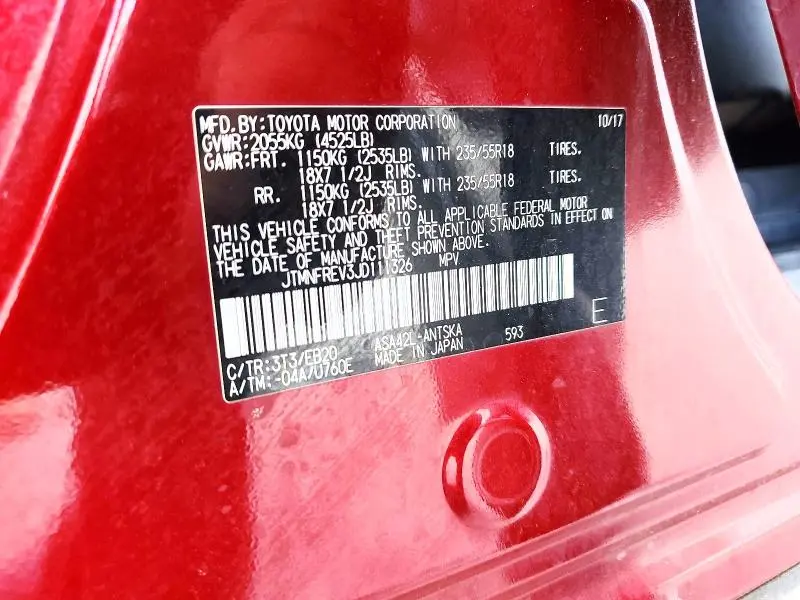 MFD. BY: TOYOTA MOTOR CORPORATION 10/17
GVWR: 2055KG (4525LB)
GAWR: FRT. 1150KG (2535LB) WITH 235/55R18 TIRES.
18X7 1/2J RIMS.
RR. 1150KG (2535LB) WITH 235/55R18 TIRES.
18X7 1/2J RIMS.
THIS VEHICLE CONFORMS TO ALL APPLICABLE FEDERAL MOTOR
VEHICLE SAFETY AND THEFT PREVENTION STANDARDS IN EFFECT ON
THE DATE OF MANUFACTURE SHOWN ABOVE.
JTMNFREV3JD111326 MPV
C/TR: 3T3/EB20 ASA42L-ANTSKA 593 E
A/TM: -04A/U760E MADE IN JAPAN